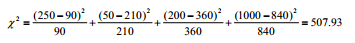 χ² = (250−90)²/90 + (50−210)²/210 + (200−360)²/360 + (1000−840)²/840 = 507.93